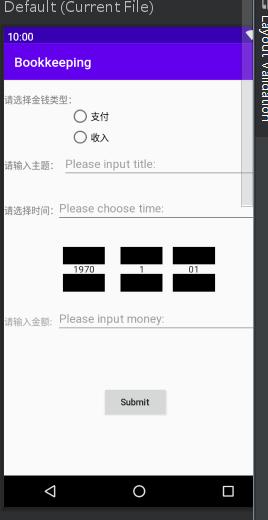 Default (Current File)
10:00
Bookkeeping
请选择金钱类型:
支付
收入
请输入主题: Please input title:
请选择时间: Please choose time:
1970 1 01
请输入金额: Please input money:
Submit
Layout Validation